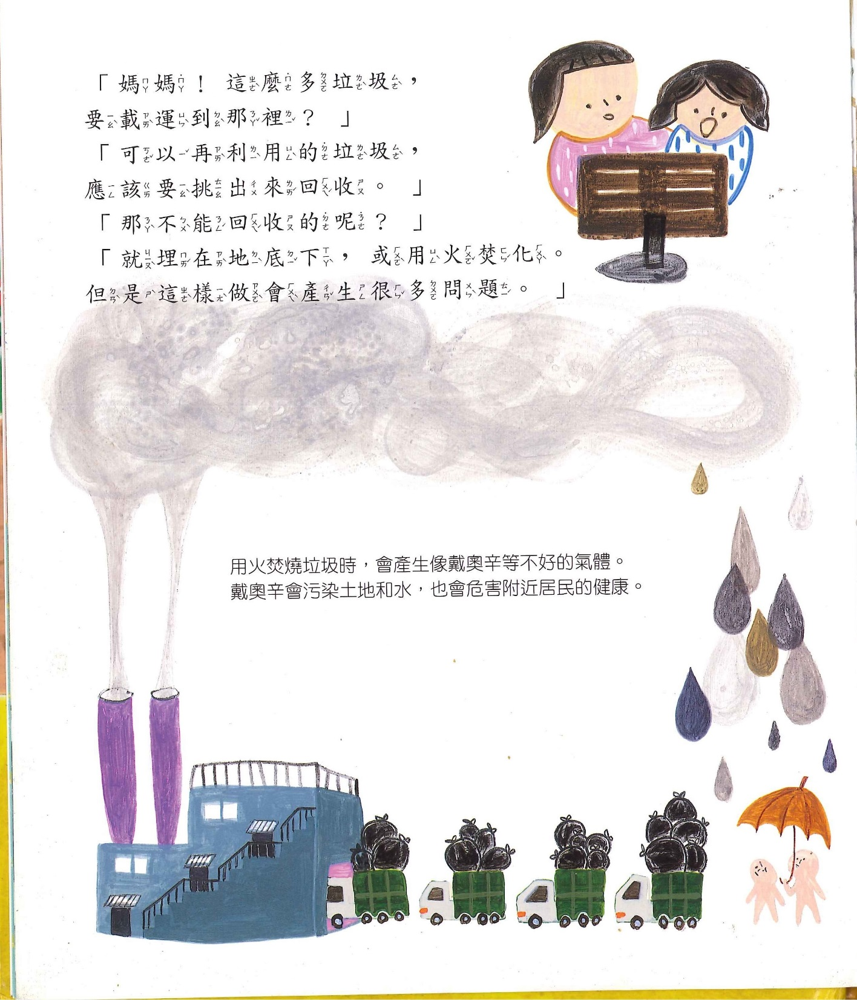 「媽媽！這麼多垃圾，
要載運到那裡？」
「可以再利用的垃圾，
應該要挑出來回收。」
「那不能回收的呢？」
「就埋在地底下，或用火焚化。
但是這樣做會產生很多問題。」
用火焚燒垃圾時，會產生像戴奧辛等不好的氣體。
戴奧辛會污染土地和水，也會危害附近居民的健康。